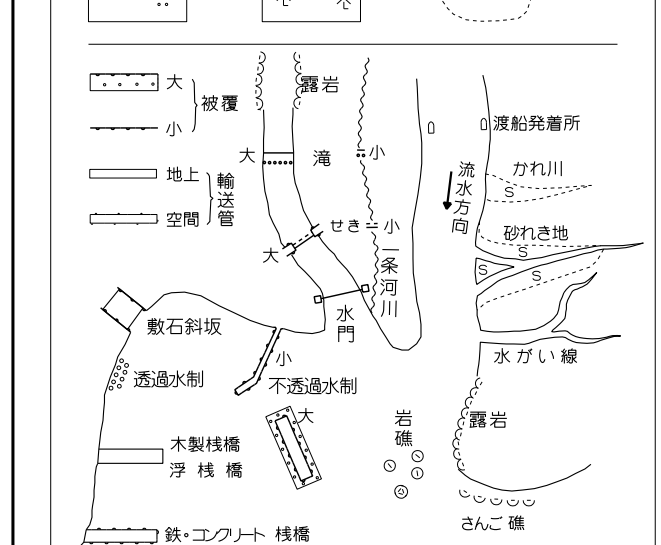 露岩
大
小
被覆
大
滝
小
渡船発着所
流水方向
かれ川
S
地上
空間
輸送管
せき
小
大
一条河川
砂れき地
S
S
S
水門
敷石斜坂
水がい線
小
不透過水制
透過水制
大
岩礁
露岩
木製桟橋
浮桟橋
さんご礁
鉄・コンクリート桟橋